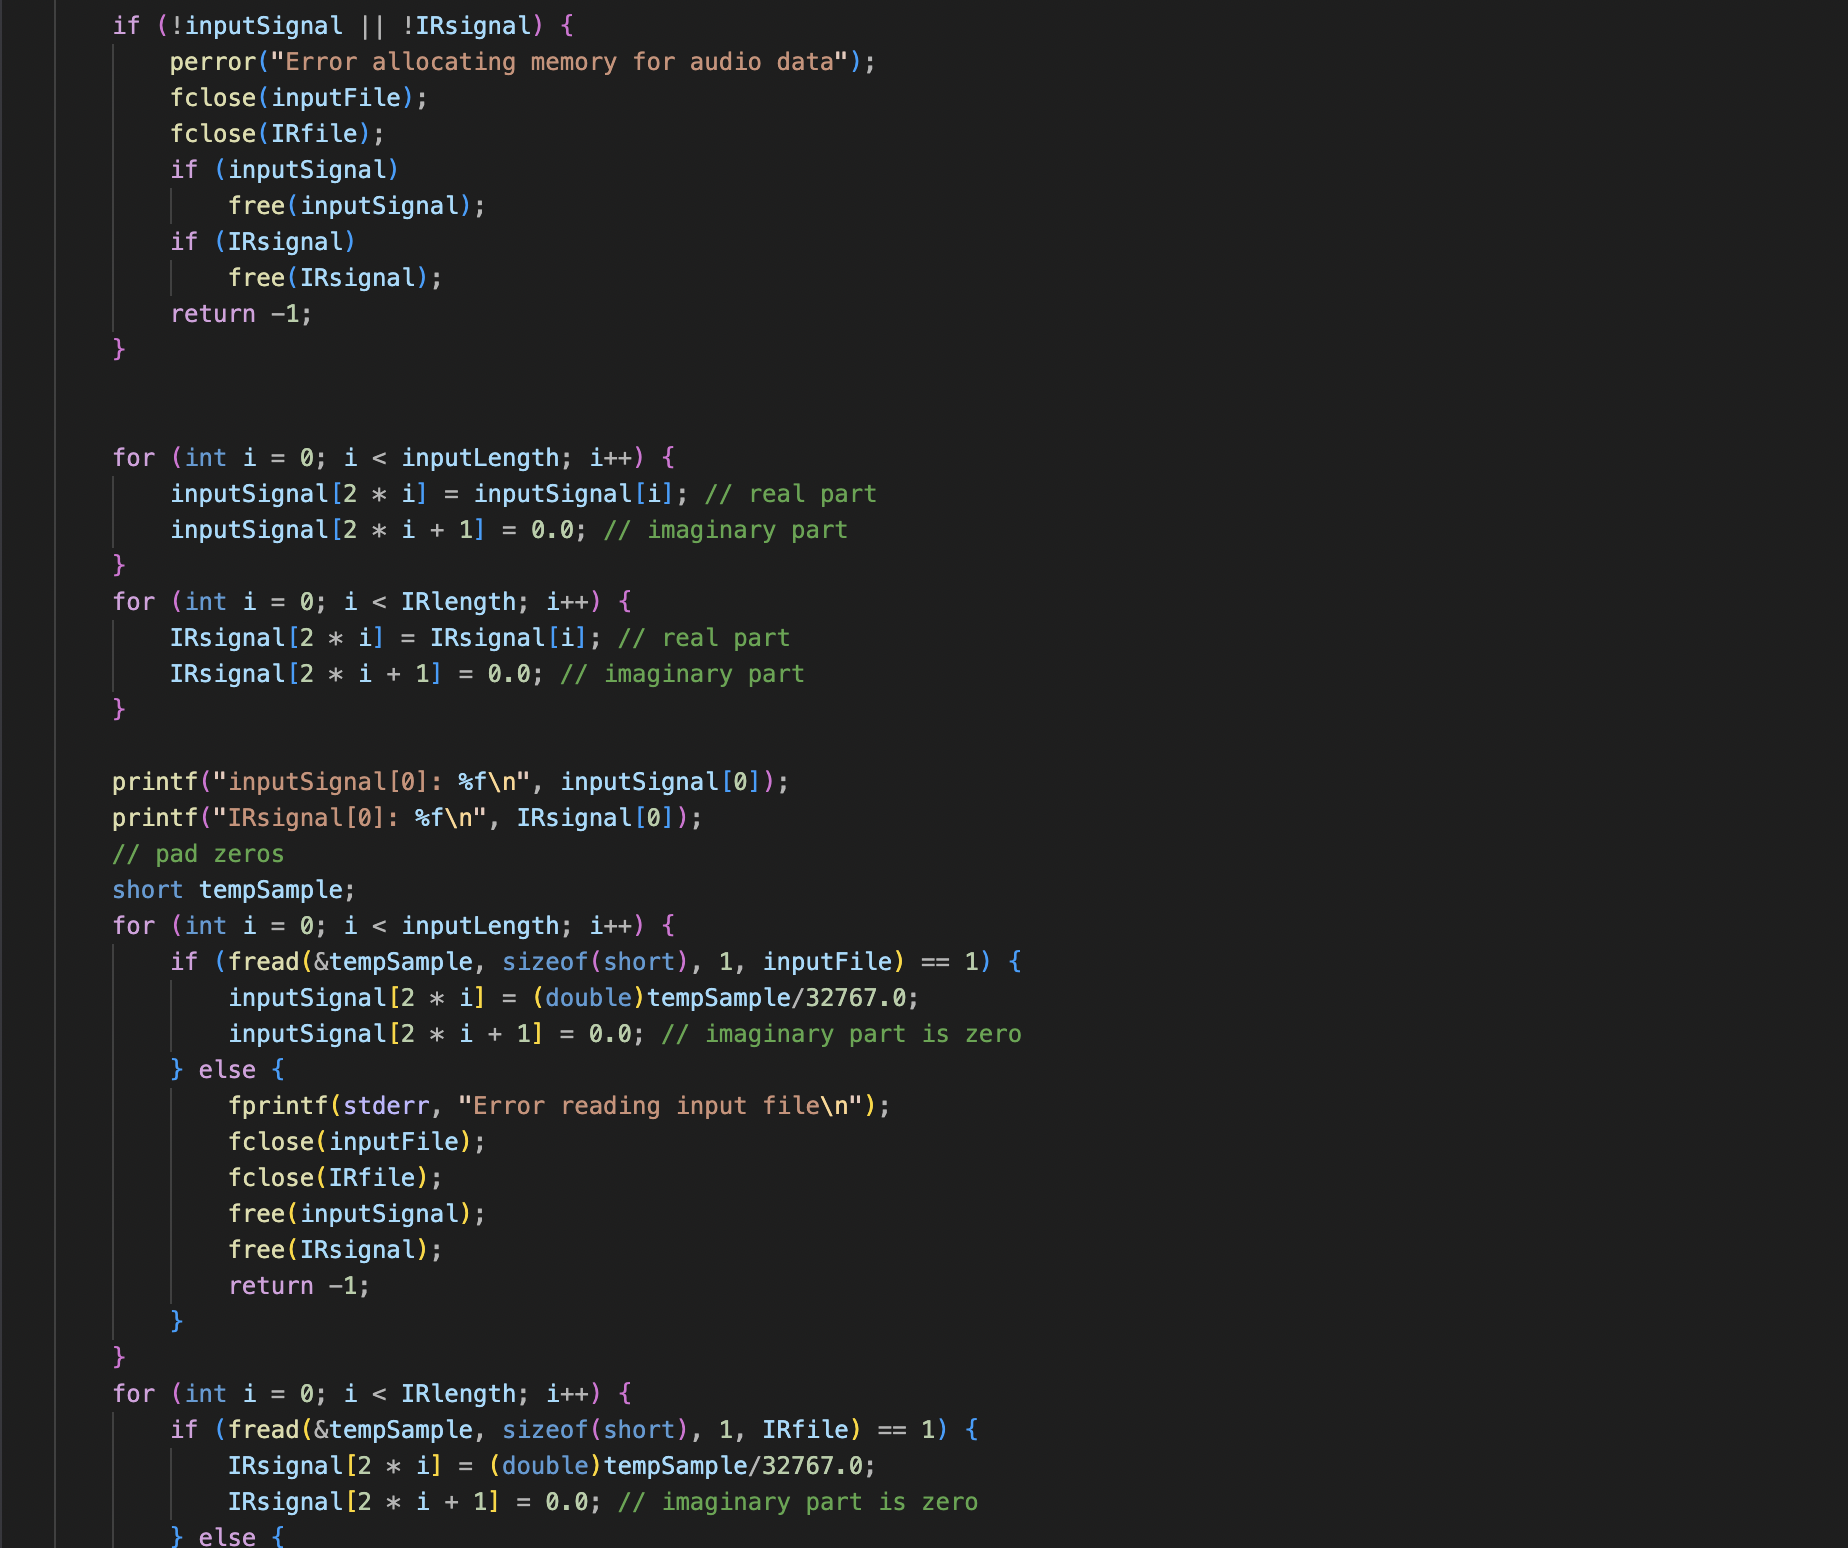 if (!inputSignal || !IRsignal) {
    perror("Error allocating memory for audio data");
    fclose(inputFile);
    fclose(IRfile);
    if (inputSignal)
        free(inputSignal);
    if (IRsignal)
        free(IRsignal);
    return -1;
}
for (int i = 0; i < inputLength; i++) {
    inputSignal[2 * i] = inputSignal[i]; // real part
    inputSignal[2 * i + 1] = 0.0; // imaginary part
}
for (int i = 0; i < IRlength; i++) {
    IRsignal[2 * i] = IRsignal[i]; // real part
    IRsignal[2 * i + 1] = 0.0; // imaginary part
}
printf("inputSignal[0]: %f\n", inputSignal[0]);
printf("IRsignal[0]: %f\n", IRsignal[0]);
// pad zeros
short tempSample;
for (int i = 0; i < inputLength; i++) {
    if (fread(&tempSample, sizeof(short), 1, inputFile) == 1) {
        inputSignal[2 * i] = (double)tempSample/32767.0;
        inputSignal[2 * i + 1] = 0.0; // imaginary part is zero
    } else {
        fprintf(stderr, "Error reading input file\n");
        fclose(inputFile);
        fclose(IRfile);
        free(inputSignal);
        free(IRsignal);
        return -1;
    }
}
for (int i = 0; i < IRlength; i++) {
    if (fread(&tempSample, sizeof(short), 1, IRfile) == 1) {
        IRsignal[2 * i] = (double)tempSample/32767.0;
        IRsignal[2 * i + 1] = 0.0; // imaginary part is zero
    } else {